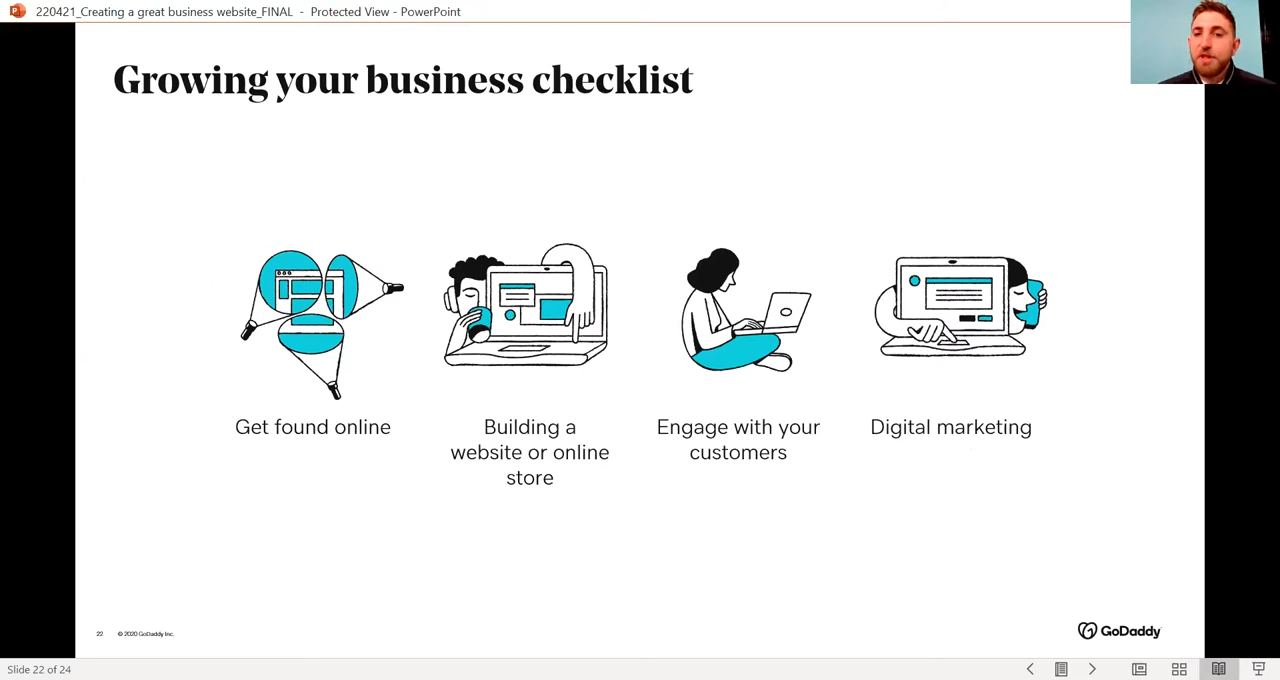 220421_Creating a great business website_FINAL - Protected View - PowerPoint
Growing your business checklist
Get found online
Building a
website or online
store
Engage with your
customers
Digital marketing
22 © 2020 GoDaddy Inc.
GoDaddy
Slide 22 of 24